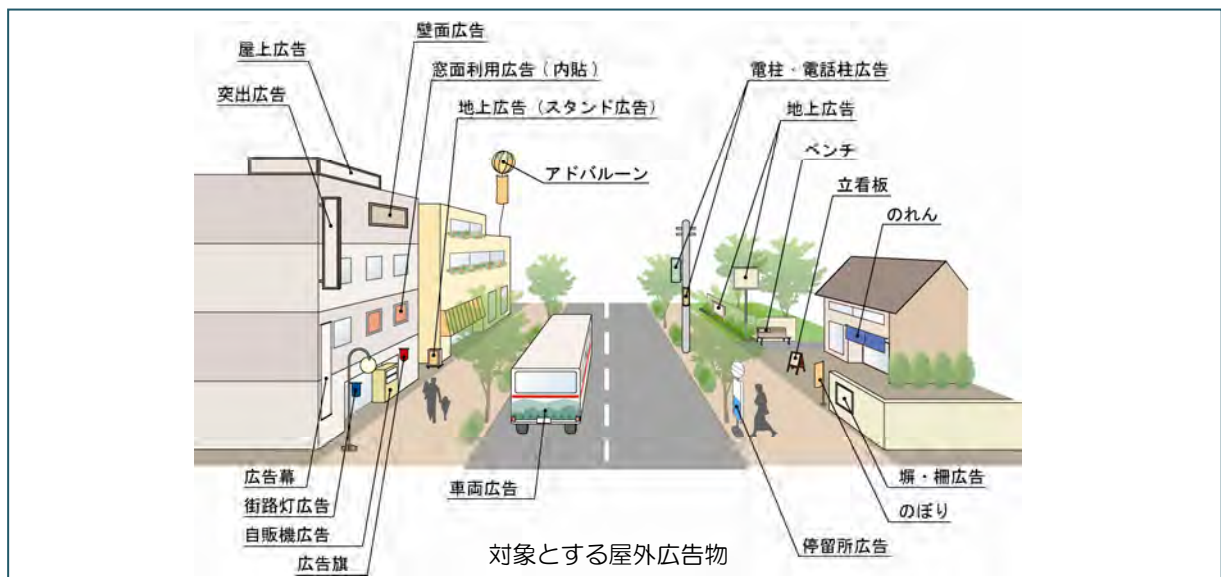 壁面広告
屋上広告
窓面利用広告（内貼）
突出広告
地上広告（スタンド広告）
アドバルーン
電柱・電話柱広告
地上広告
ベンチ
立看板
のれん
広告幕
街路灯広告
自販機広告
広告旗
車両広告
塀・柵広告
のぼり
停留所広告
対象とする屋外広告物